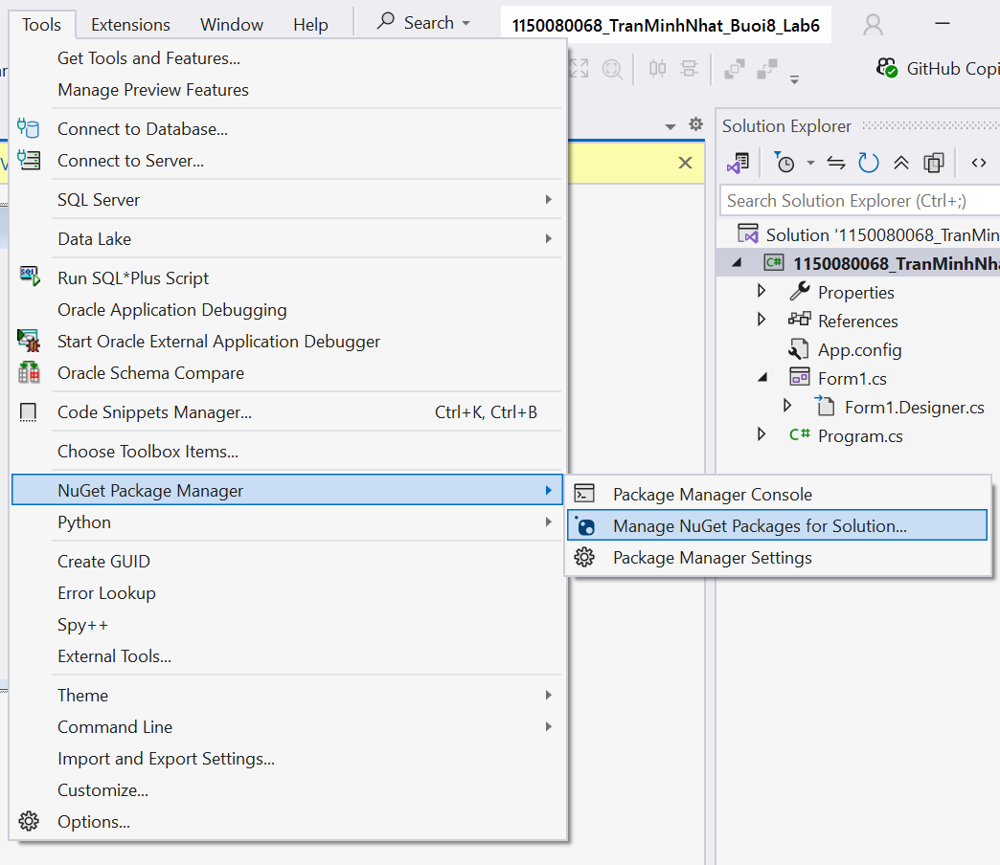 Tools Extensions Window Help Search 1150080068_TranMinhNhat_Buoi8_Lab6
Get Tools and Features...
GitHub Copi
Manage Preview Features
Connect to Database...
Solution Explorer
Connect to Server...
SQL Server
Search Solution Explorer (Ctrl+;)
Data Lake
Solution '1150080068_TranMin
1150080068_TranMinhNha
Run SQL*Plus Script
Properties
Oracle Application Debugging
References
Start Oracle External Application Debugger
App.config
Oracle Schema Compare
Form1.cs
Code Snippets Manager... Ctrl+K, Ctrl+B
Form1.Designer.cs
C# Program.cs
Choose Toolbox Items...
NuGet Package Manager
Package Manager Console
Python
Manage NuGet Packages for Solution...
Package Manager Settings
Create GUID
Error Lookup
Spy++
External Tools...
Theme
Command Line
Import and Export Settings...
Customize...
Options...